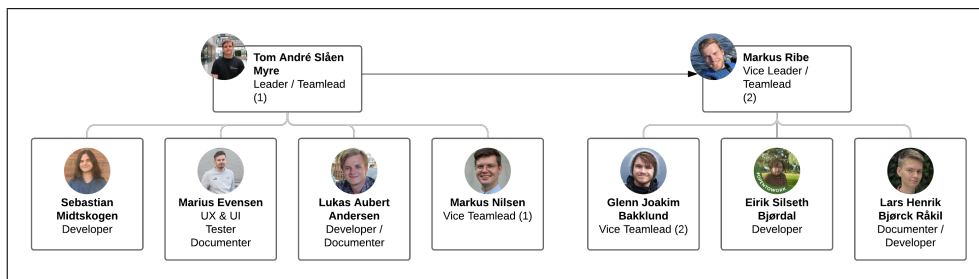 Tom André Slåen
Myre
Leader / Teamlead
(1)
Markus Ribe
Vice Leader /
Teamlead
(2)
Sebastian
Midtskogen
Developer
Marius Evensen
UX & UI
Tester
Documenter
Lukas Aubert
Andersen
Developer /
Documenter
Markus Nilsen
Vice Teamlead (1)
Glenn Joakim
Bakklund
Vice Teamlead (2)
#OPENTOWORK
Eirik Silseth
Bjørdal
Developer
Lars Henrik
Bjørck Råkil
Documenter /
Developer